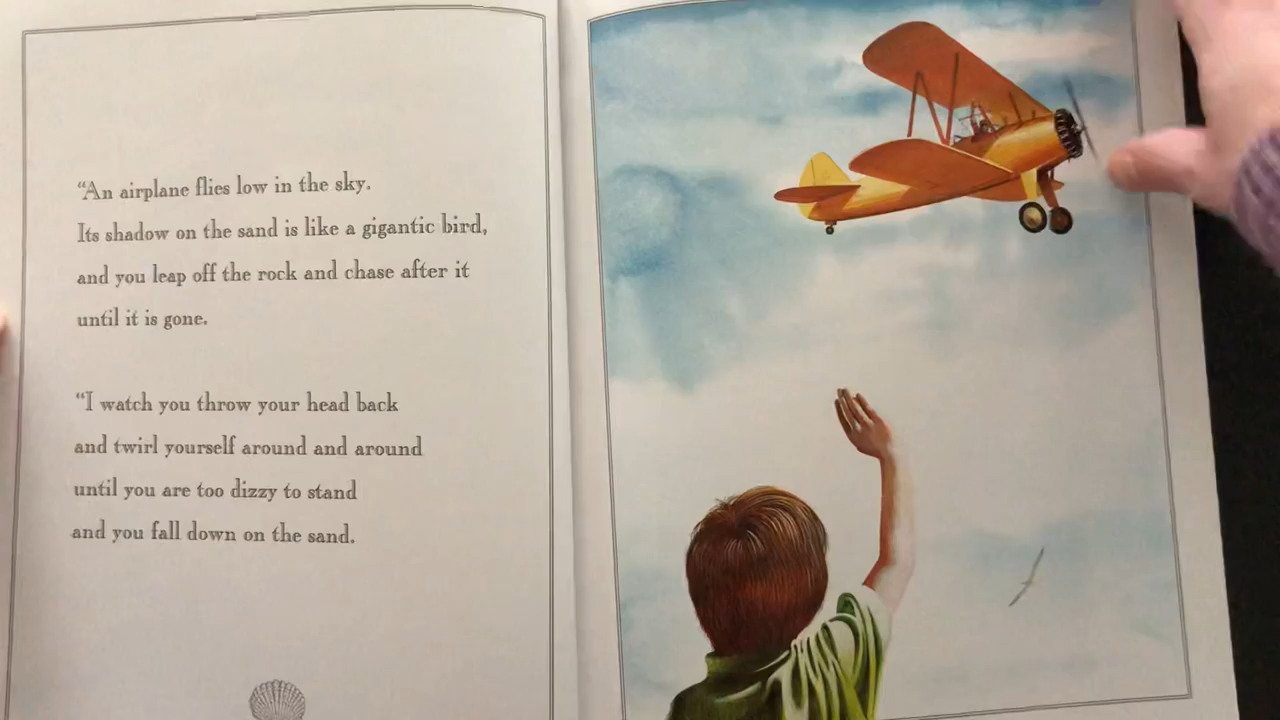 “An airplane flies low in the sky.
Its shadow on the sand is like a gigantic bird,
and you leap off the rock and chase after it
until it is gone.
“I watch you throw your head back
and twirl yourself around and around
until you are too dizzy to stand
and you fall down on the sand.